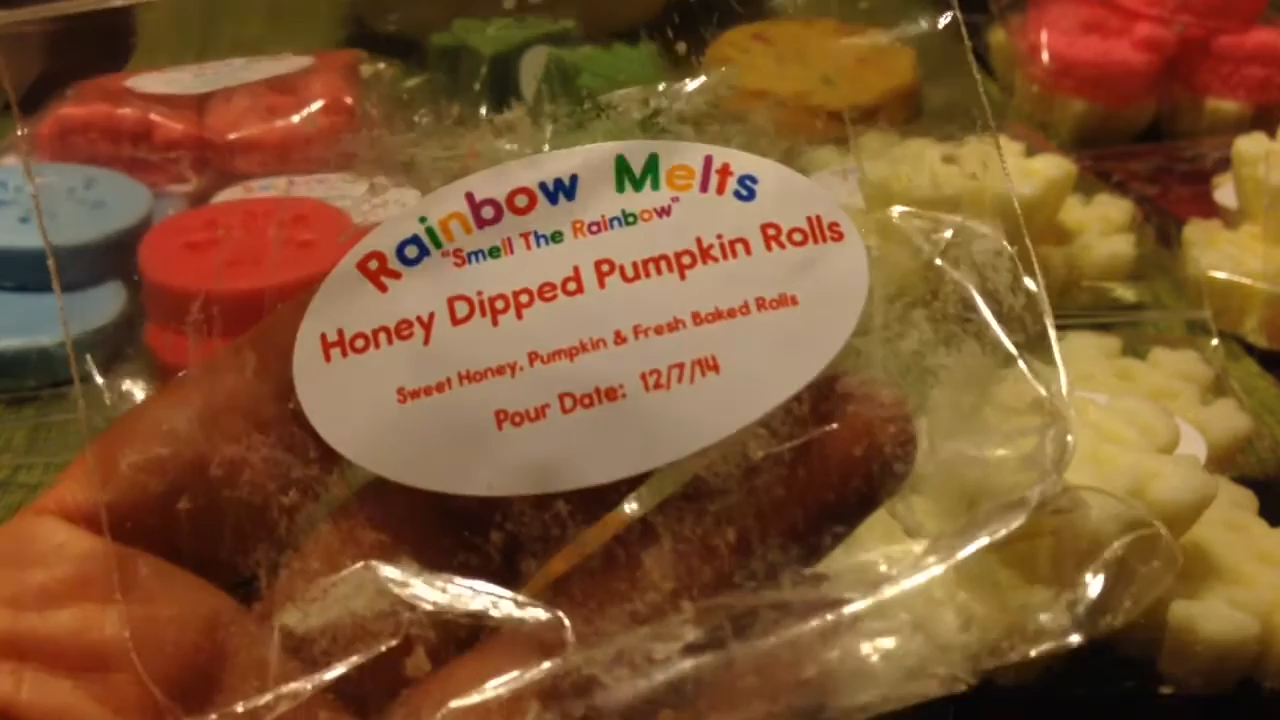 Rainbow Melts
"Smell The Rainbow"
Honey Dipped Pumpkin Rolls
Sweet Honey, Pumpkin & Fresh Baked Rolls
Pour Date: 12/7/14